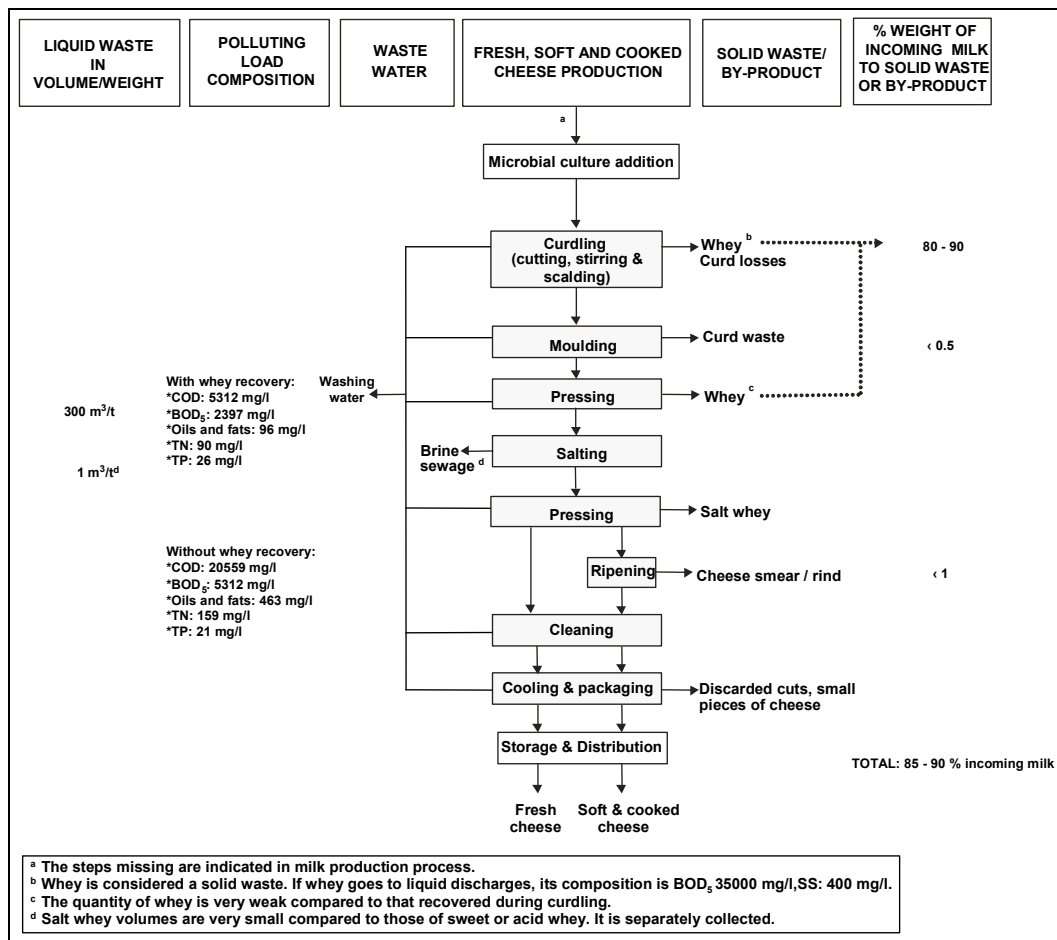 LIQUID WASTE
IN
VOLUME/WEIGHT
POLLUTING
LOAD
COMPOSITION
WASTE
WATER
FRESH, SOFT AND COOKED
CHEESE PRODUCTION
SOLID WASTE/
BY-PRODUCT
% WEIGHT OF
INCOMING MILK
TO SOLID WASTE
OR BY-PRODUCT
a
Microbial culture addition
Curdling
(cutting, stirring &
scalding)
Whey b
Curd losses
80 - 90
Moulding
Curd waste
‹ 0.5
300 m3/t
1 m3/td
With whey recovery:
*COD: 5312 mg/l
*BOD5: 2397 mg/l
*Oils and fats: 96 mg/l
*TN: 90 mg/l
*TP: 26 mg/l
Washing
water
Pressing
Whey c
Brine
sewage d
Salting
Pressing
Salt whey
Without whey recovery:
*COD: 20559 mg/l
*BOD5: 5312 mg/l
*Oils and fats: 463 mg/l
*TN: 159 mg/l
*TP: 21 mg/l
Ripening
Cheese smear / rind
‹ 1
Cleaning
Cooling & packaging
Discarded cuts, small
pieces of cheese
Storage & Distribution
TOTAL: 85 - 90 % incoming milk
Fresh
cheese
Soft & cooked
cheese
a The steps missing are indicated in milk production process.
b Whey is considered a solid waste. If whey goes to liquid discharges, its composition is BOD5 35000 mg/l,SS: 400 mg/l.
c The quantity of whey is very weak compared to that recovered during curdling.
d Salt whey volumes are very small compared to those of sweet or acid whey. It is separately collected.